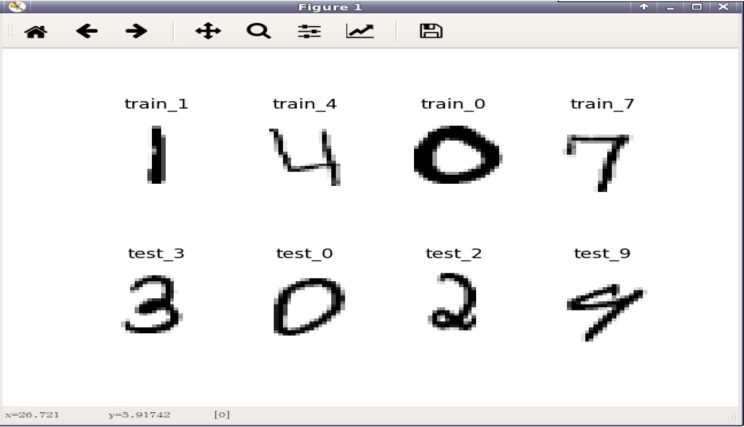 Figure 1
train_1 train_4 train_0 train_7
1 4 0 7
test_3 test_0 test_2 test_9
3 0 2 9
x=26.721 y=5.91742 [0]